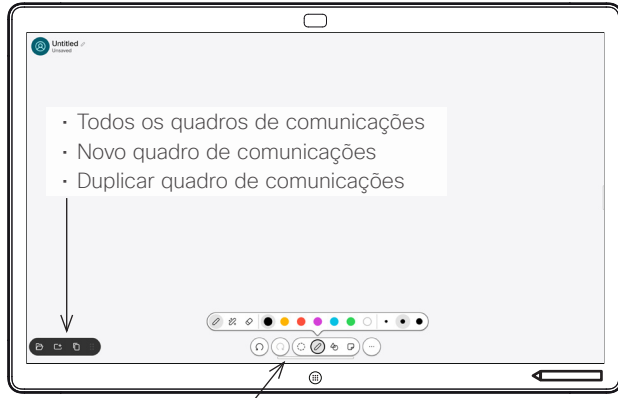 Untitled
Unsaved
· Todos os quadros de comunicações
· Novo quadro de comunicações
· Duplicar quadro de comunicações